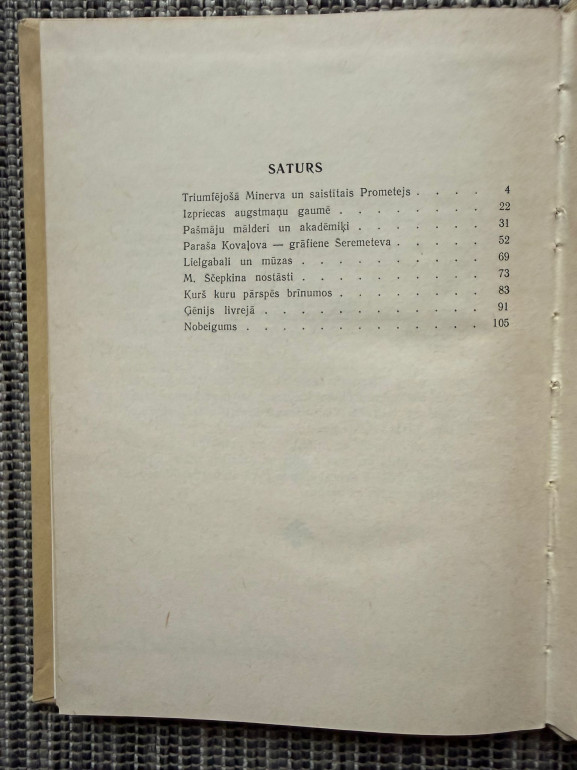 SATURS
Triumfējošā Minerva un saistītais Prometejs . . . . 4
Izpriecas augstmaņu gaumē . . . . . . . . 22
Pašmāju mālderi un akadēmiķi . . . . . . . 31
Paraša Kovaļova — grāfiene Šeremeteva . . . . . 52
Lielgabali un mūzas . . . . . . . . . . 69
M. Ščepkina nostāsti . . . . . . . . . . 73
Kurš kuru pārspēs brīnumos . . . . . . . . 83
Ģēnijs livrejā . . . . . . . . . . . . 91
Nobeigums . . . . . . . . . . . . . 105